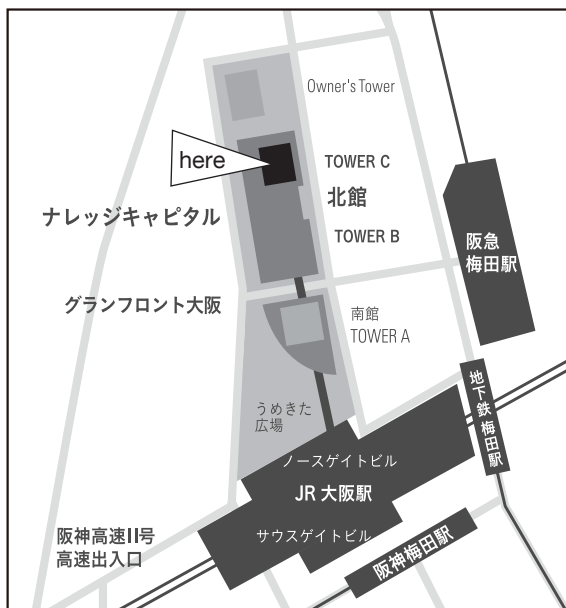 Owner's Tower
here
TOWER C
北館
ナレッジキャピタル
TOWER B
阪急
梅田駅
グランフロント大阪
南館
TOWER A
地下鉄 梅田駅
うめきた
広場
ノースゲイトビル
JR 大阪駅
サウスゲイトビル
阪神高速11号
高速出入口
阪神梅田駅